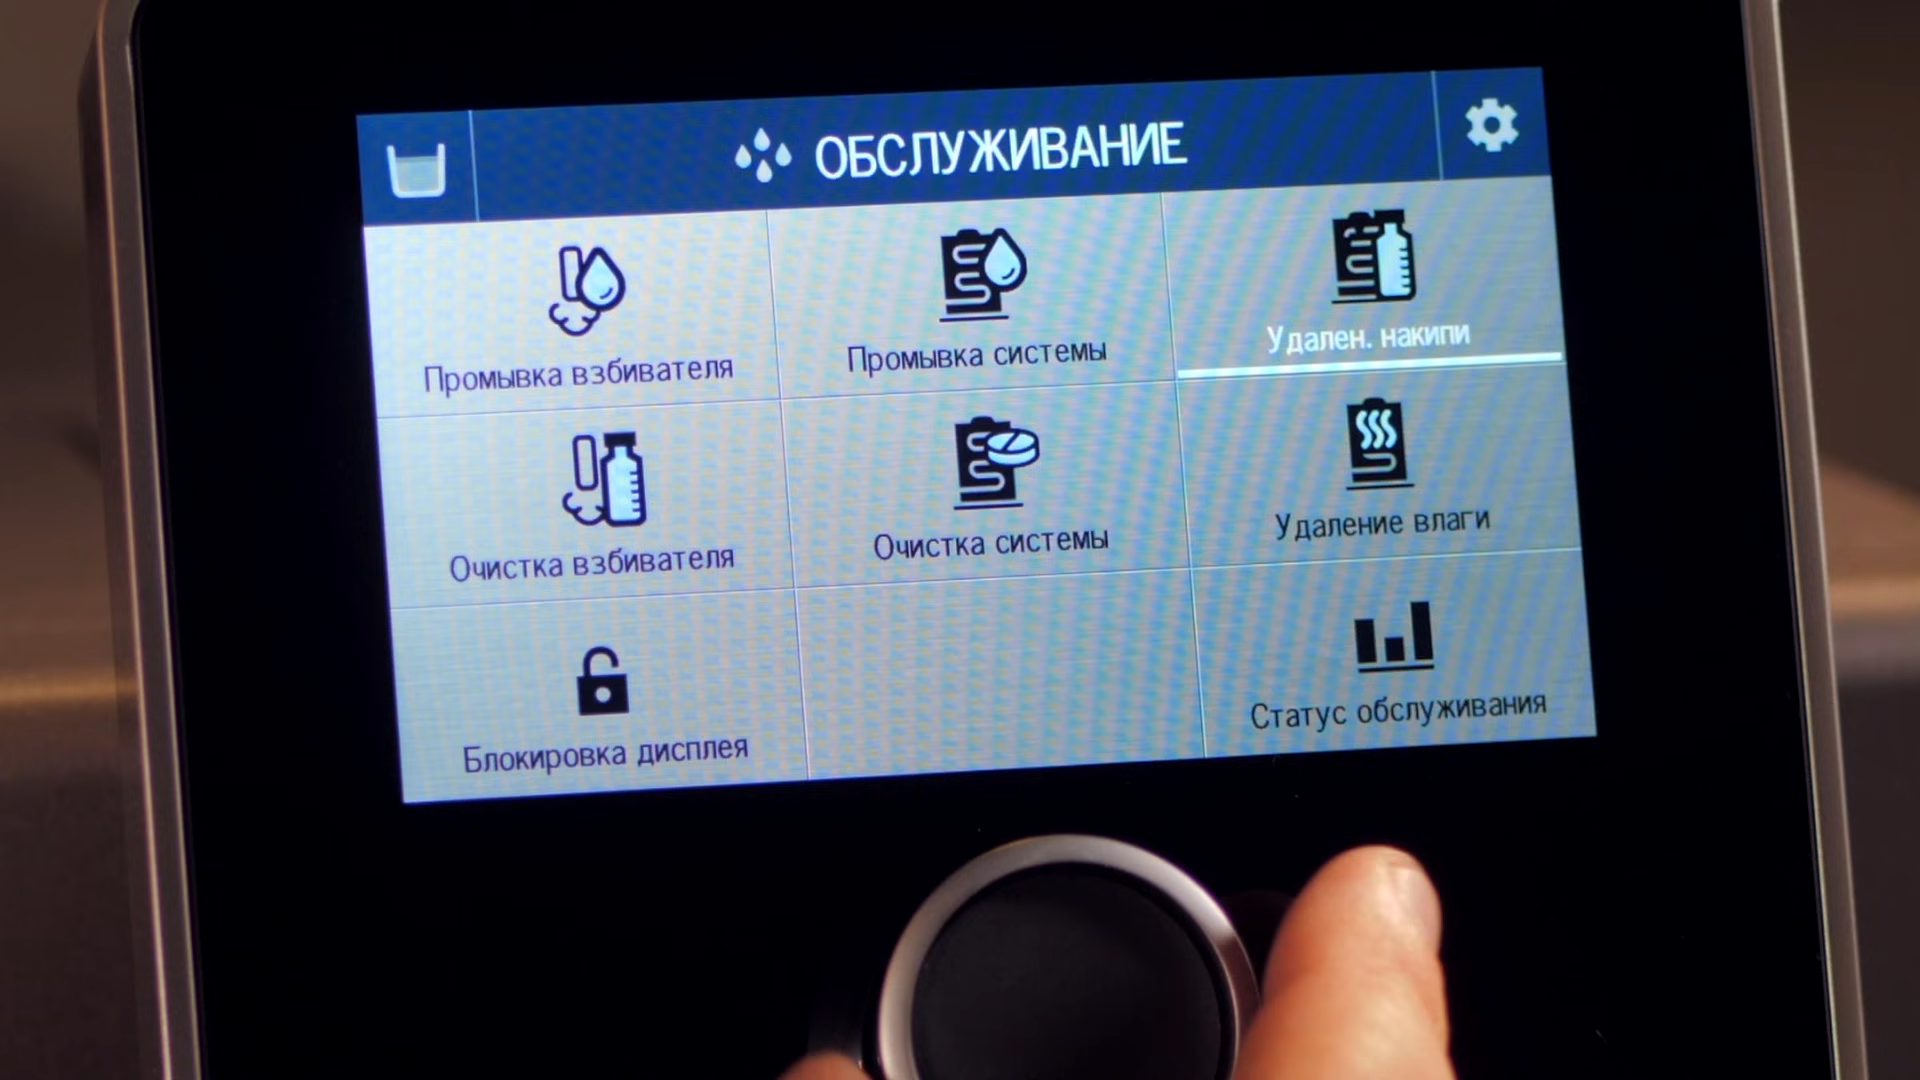 ОБСЛУЖИВАНИЕ
Промывка взбивателя
Промывка системы
Удален. накипи
Очистка взбивателя
Очистка системы
Удаление влаги
Блокировка дисплея
Статус обслуживания